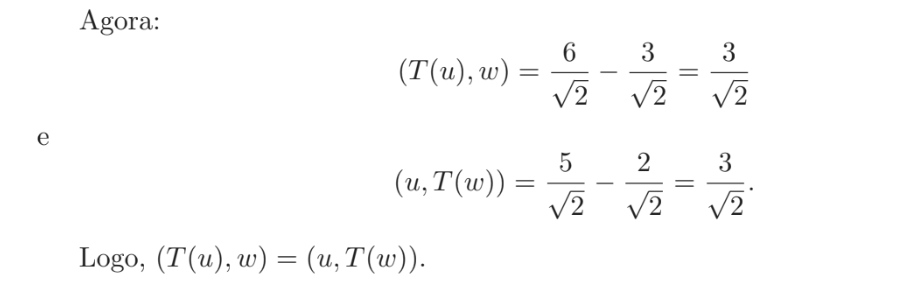 Agora:
(T(u), w) = 6/√2 − 3/√2 = 3/√2
e
(u, T(w)) = 5/√2 − 2/√2 = 3/√2.
Logo, (T(u), w) = (u, T(w)).